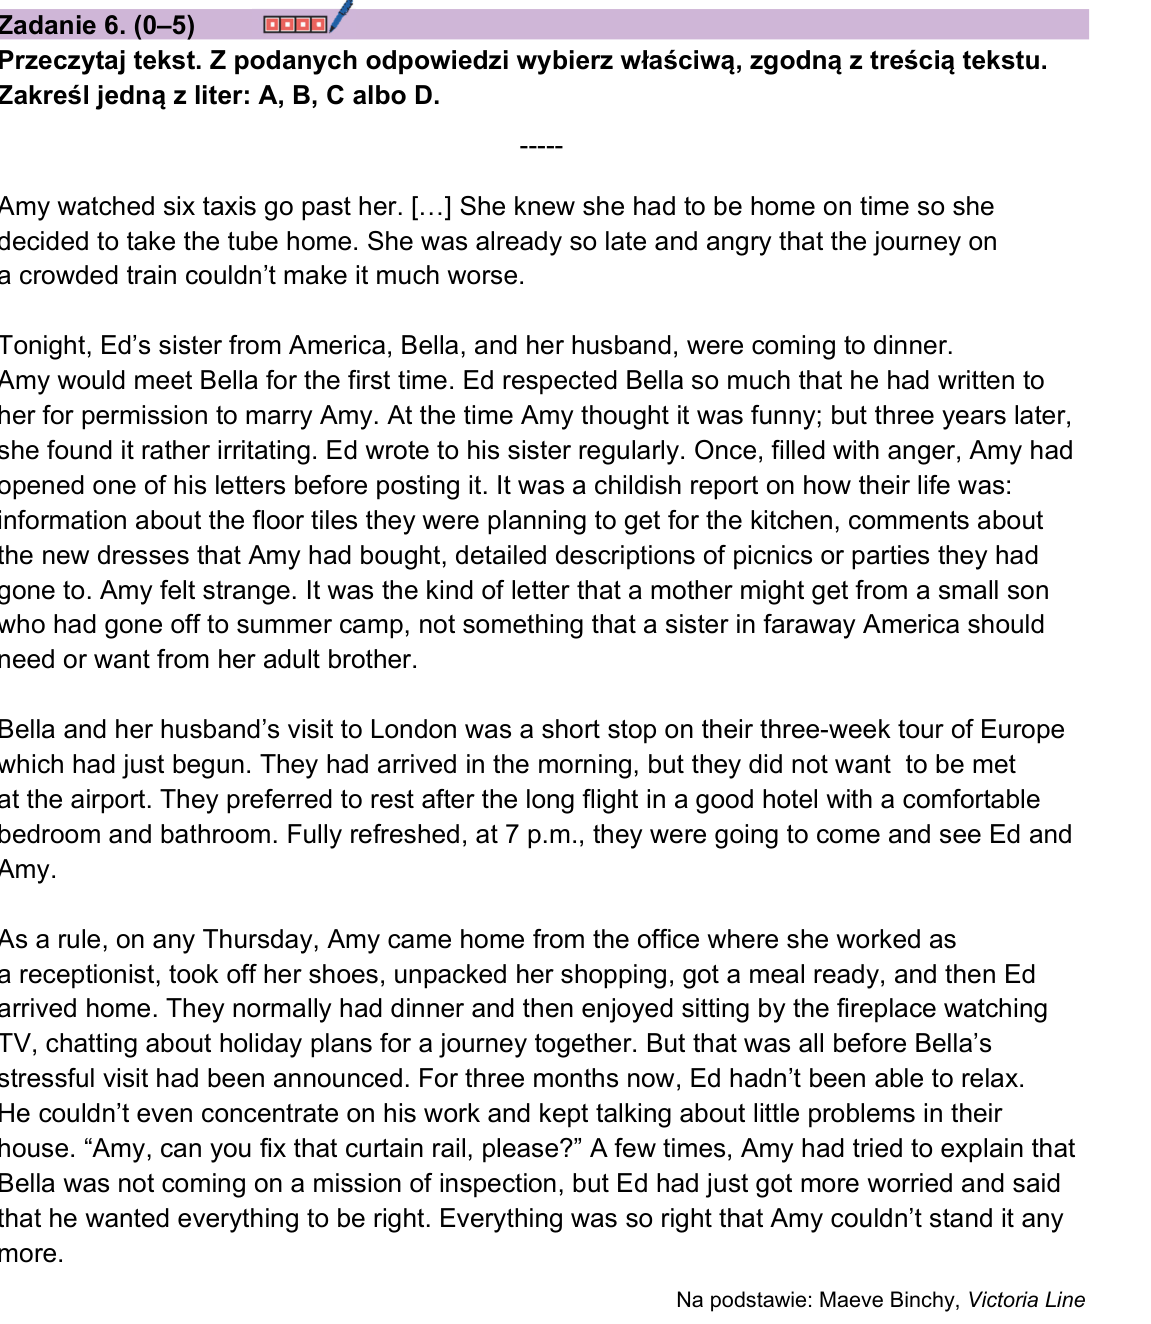 Zadanie 6. (0–5)
Przeczytaj tekst. Z podanych odpowiedzi wybierz właściwą, zgodną z treścią tekstu.
Zakreśl jedną z liter: A, B, C albo D.
-----
Amy watched six taxis go past her. […] She knew she had to be home on time so she
decided to take the tube home. She was already so late and angry that the journey on
a crowded train couldn’t make it much worse.
Tonight, Ed’s sister from America, Bella, and her husband, were coming to dinner.
Amy would meet Bella for the first time. Ed respected Bella so much that he had written to
her for permission to marry Amy. At the time Amy thought it was funny; but three years later,
she found it rather irritating. Ed wrote to his sister regularly. Once, filled with anger, Amy had
opened one of his letters before posting it. It was a childish report on how their life was:
information about the floor tiles they were planning to get for the kitchen, comments about
the new dresses that Amy had bought, detailed descriptions of picnics or parties they had
gone to. Amy felt strange. It was the kind of letter that a mother might get from a small son
who had gone off to summer camp, not something that a sister in faraway America should
need or want from her adult brother.
Bella and her husband’s visit to London was a short stop on their three-week tour of Europe
which had just begun. They had arrived in the morning, but they did not want  to be met
at the airport. They preferred to rest after the long flight in a good hotel with a comfortable
bedroom and bathroom. Fully refreshed, at 7 p.m., they were going to come and see Ed and
Amy.
As a rule, on any Thursday, Amy came home from the office where she worked as
a receptionist, took off her shoes, unpacked her shopping, got a meal ready, and then Ed
arrived home. They normally had dinner and then enjoyed sitting by the fireplace watching
TV, chatting about holiday plans for a journey together. But that was all before Bella’s
stressful visit had been announced. For three months now, Ed hadn’t been able to relax.
He couldn’t even concentrate on his work and kept talking about little problems in their
house. “Amy, can you fix that curtain rail, please?” A few times, Amy had tried to explain that
Bella was not coming on a mission of inspection, but Ed had just got more worried and said
that he wanted everything to be right. Everything was so right that Amy couldn’t stand it any
more.
Na podstawie: Maeve Binchy, Victoria Line